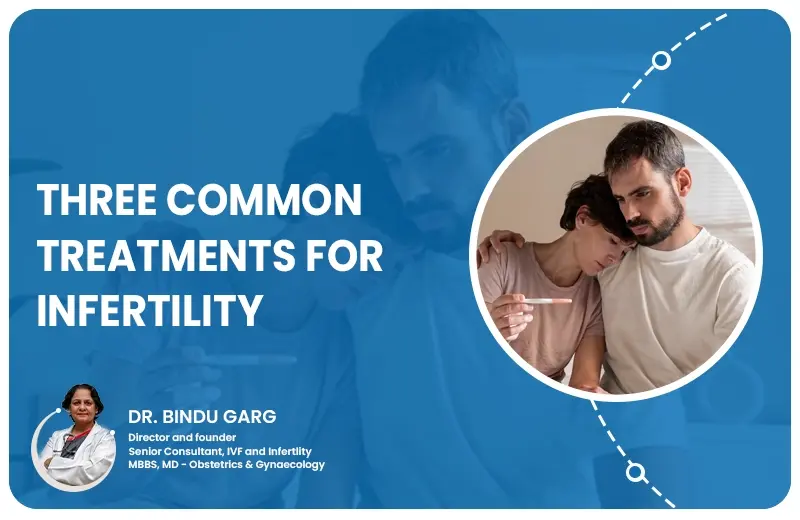 THREE COMMON
TREATMENTS FOR
INFERTILITY
DR. BINDU GARG
Director and founder
Senior Consultant, IVF and Infertlity
MBBS, MD - Obstetrics & Gynaecology